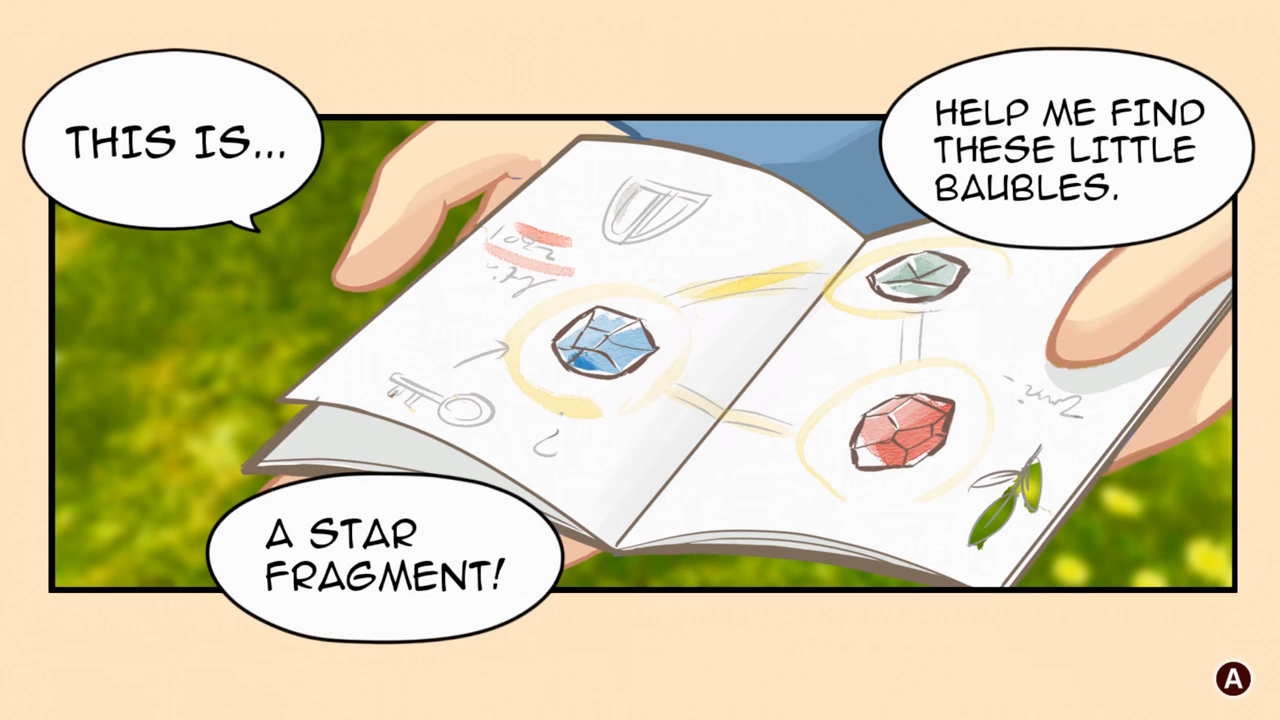 THIS IS...
HELP ME FIND
THESE LITTLE
BAUBLES.
A STAR
FRAGMENT!
?
A